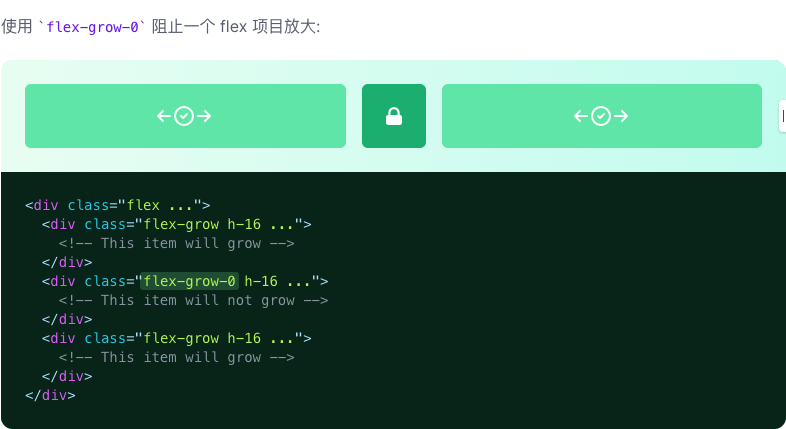 使用 `flex-grow-0` 阻止一个 flex 项目放大:
<div class="flex ...">
  <div class="flex-grow h-16 ...">
    <!-- This item will grow -->
  </div>
  <div class="flex-grow-0 h-16 ...">
    <!-- This item will not grow -->
  </div>
  <div class="flex-grow h-16 ...">
    <!-- This item will grow -->
  </div>
</div>